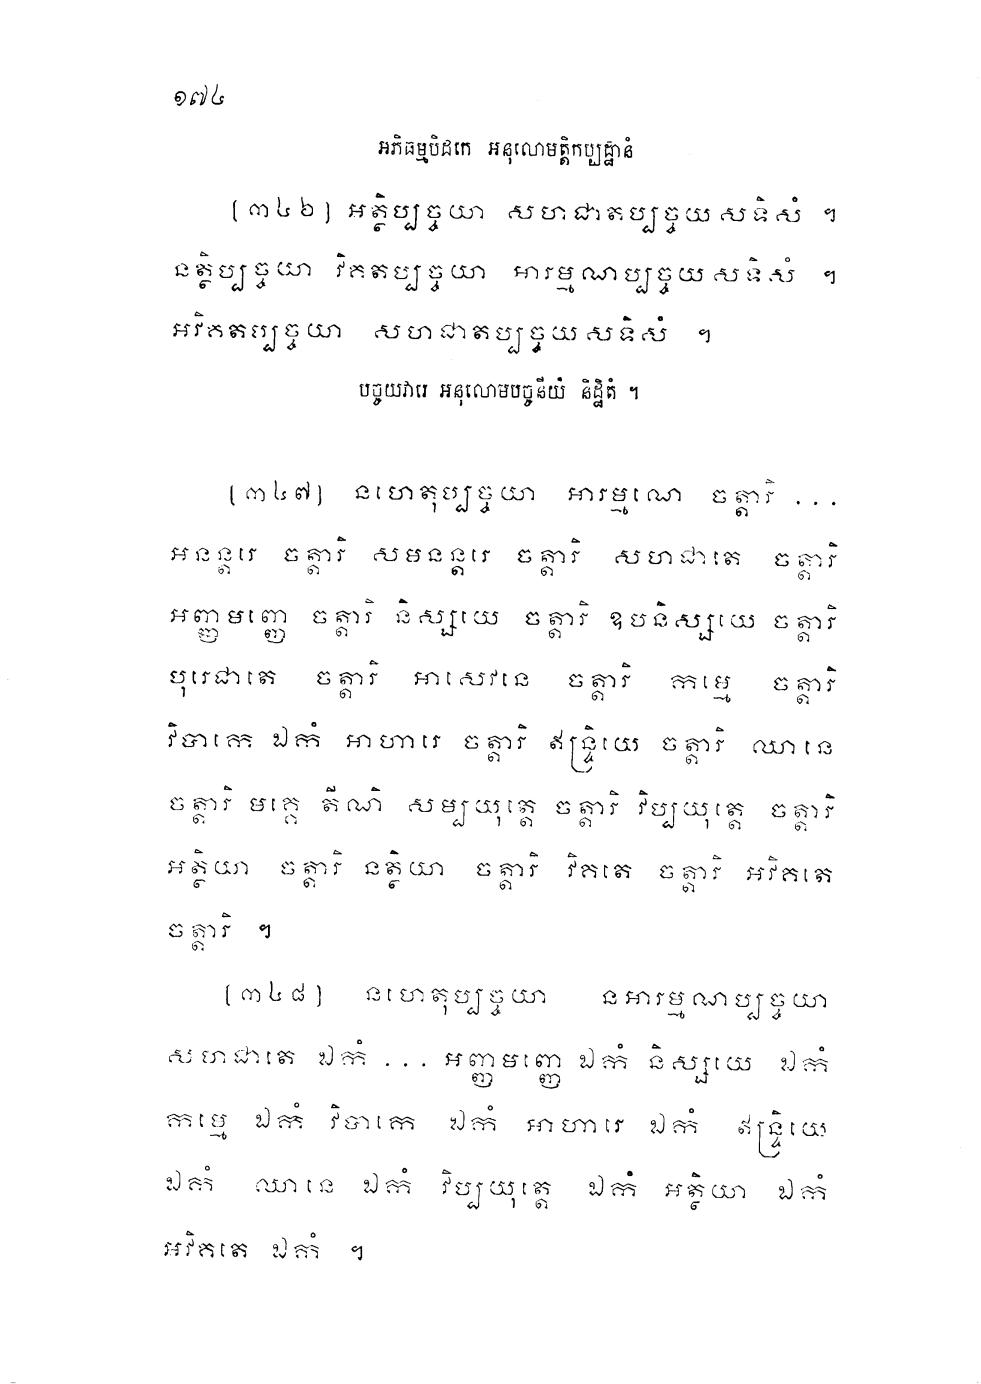 ១៧៤
អភិធម្មបិដកេ អនុលោមត្តិកប្បដ្ឋានំ
(៣៤៦) អត្ថិប្បច្ចយា សហជាតប្បច្ចយសទិសំ ។
នត្ថិប្បច្ចយា វិគតប្បច្ចយា អារម្មណប្បច្ចយសទិសំ ។
អវិគតប្បច្ចយា សហជាតប្បច្ចយសទិសំ ។
បច្ចយវារេ អនុលោមបច្ចនីយំ និដ្ឋិតំ ។
(៣៤៧) នហេតុប្បច្ចយា អារម្មណេ ចត្តារិ ...
អនន្តរេ ចត្តារិ សមនន្តរេ ចត្តារិ សហជាតេ ចត្តារិ
អញ្ញមញ្ញេ ចត្តារិ និស្សយេ ចត្តារិ ឧបនិស្សយេ ចត្តារិ
បុរេជាតេ ចត្តារិ អាសេវនេ ចត្តារិ កម្មេ ចត្តារិ
វិបាកេ ឯកំ អាហារេ ចត្តារិ ឥន្ទ្រិយេ ចត្តារិ ឈានេ
ចត្តារិ មគ្គេ តីណិ សម្បយុត្តេ ចត្តារិ វិប្បយុត្តេ ចត្តារិ
អត្ថិយា ចត្តារិ នត្ថិយា ចត្តារិ វិគតេ ចត្តារិ អវិគតេ
ចត្តារិ ។
(៣៤៨) នហេតុប្បច្ចយា នអារម្មណប្បច្ចយា
សហជាតេ ឯកំ ... អញ្ញមញ្ញេ ឯកំ និស្សយេ ឯកំ
កម្មេ ឯកំ វិបាកេ ឯកំ អាហារេ ឯកំ ឥន្ទ្រិយេ
ឯកំ ឈានេ ឯកំ វិប្បយុត្តេ ឯកំ អត្ថិយា ឯកំ
អវិគតេ ឯកំ ។